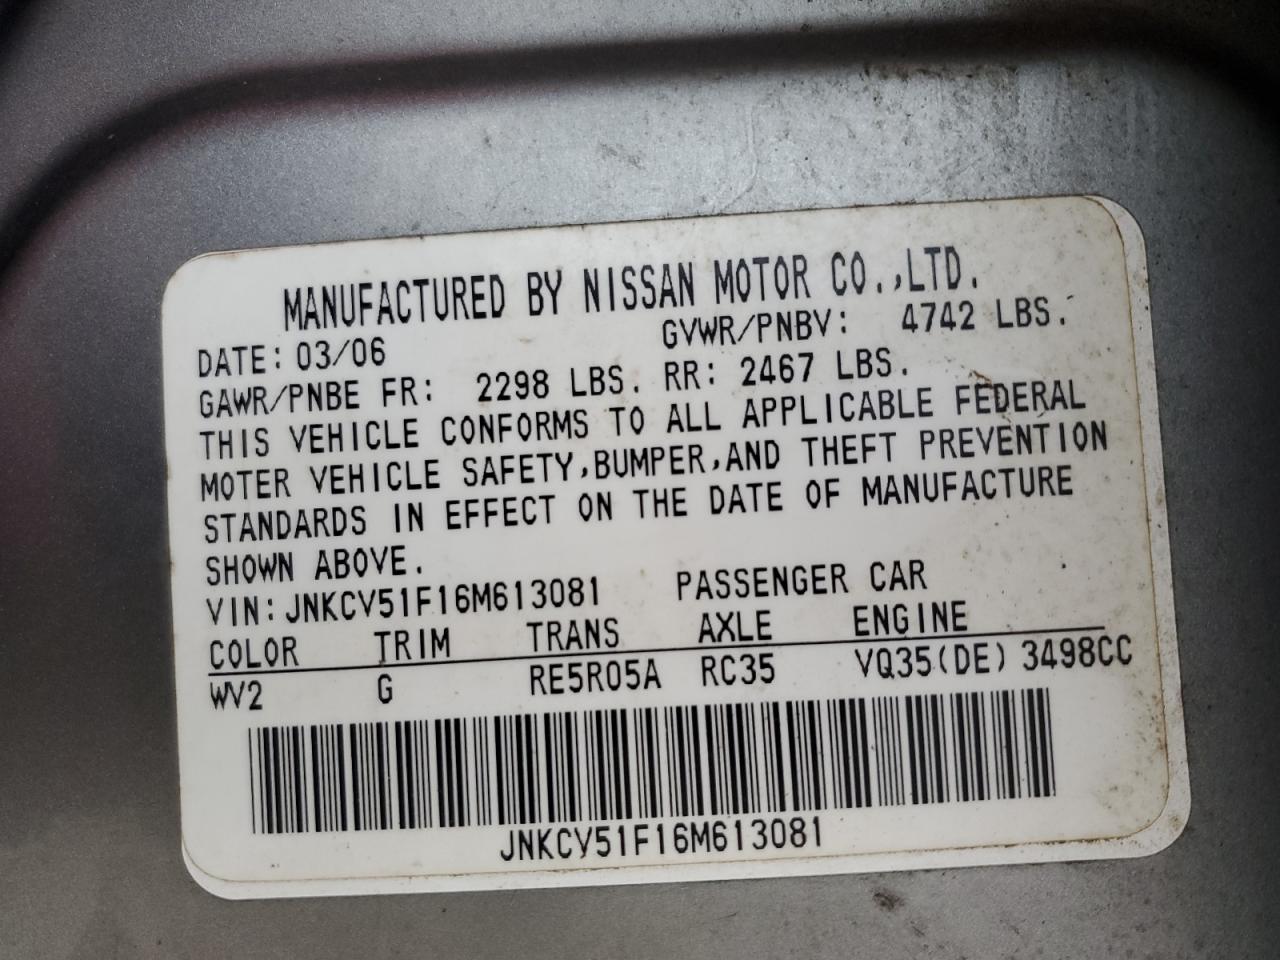 MANUFACTURED BY NISSAN MOTOR CO.,LTD.
DATE: 03/06 GVWR/PNBV: 4742 LBS.
GAWR/PNBE FR: 2298 LBS. RR: 2467 LBS.
THIS VEHICLE CONFORMS TO ALL APPLICABLE FEDERAL
MOTER VEHICLE SAFETY,BUMPER,AND THEFT PREVENTION
STANDARDS IN EFFECT ON THE DATE OF MANUFACTURE
SHOWN ABOVE.
VIN: JNKCV51F16M613081 PASSENGER CAR
COLOR TRIM TRANS AXLE ENGINE
WV2 G RE5R05A RC35 VQ35(DE) 3498CC
JNKCV51F16M613081